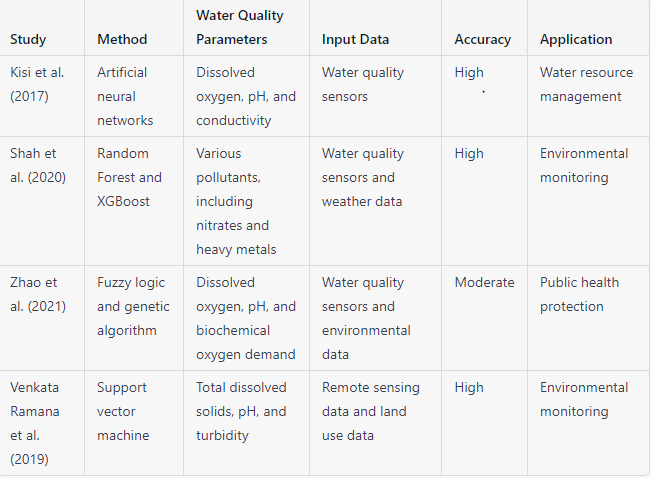 Study | Method | Water Quality Parameters | Input Data | Accuracy | Application
Kisi et al. (2017) | Artificial neural networks | Dissolved oxygen, pH, and conductivity | Water quality sensors | High | Water resource management
Shah et al. (2020) | Random Forest and XGBoost | Various pollutants, including nitrates and heavy metals | Water quality sensors and weather data | High | Environmental monitoring
Zhao et al. (2021) | Fuzzy logic and genetic algorithm | Dissolved oxygen, pH, and biochemical oxygen demand | Water quality sensors and environmental data | Moderate | Public health protection
Venkata Ramana et al. (2019) | Support vector machine | Total dissolved solids, pH, and turbidity | Remote sensing data and land use data | High | Environmental monitoring